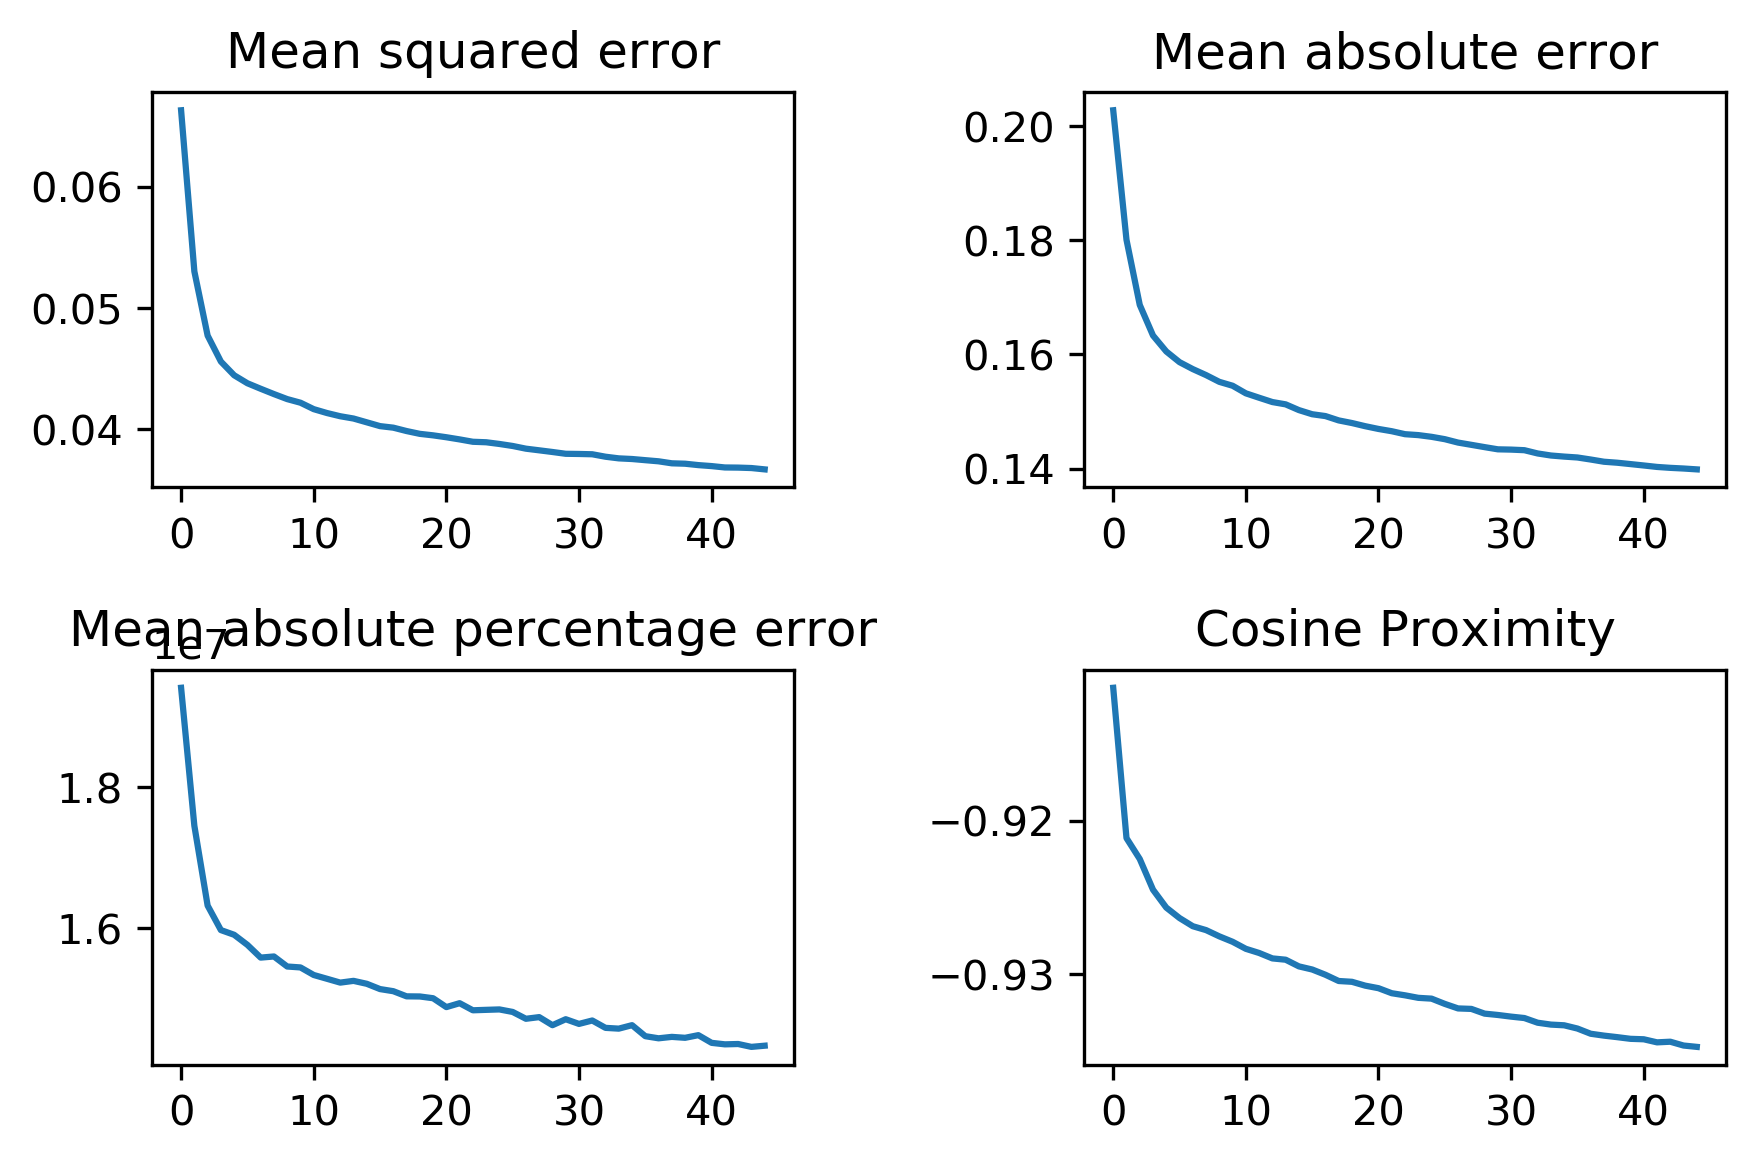 Mean squared error
0.06
0.05
0.04
0 10 20 30 40
Mean absolute error
0.20
0.18
0.16
0.14
0 10 20 30 40
Mean absolute percentage error
1e7
1.8
1.6
0 10 20 30 40
Cosine Proximity
−0.92
−0.93
0 10 20 30 40